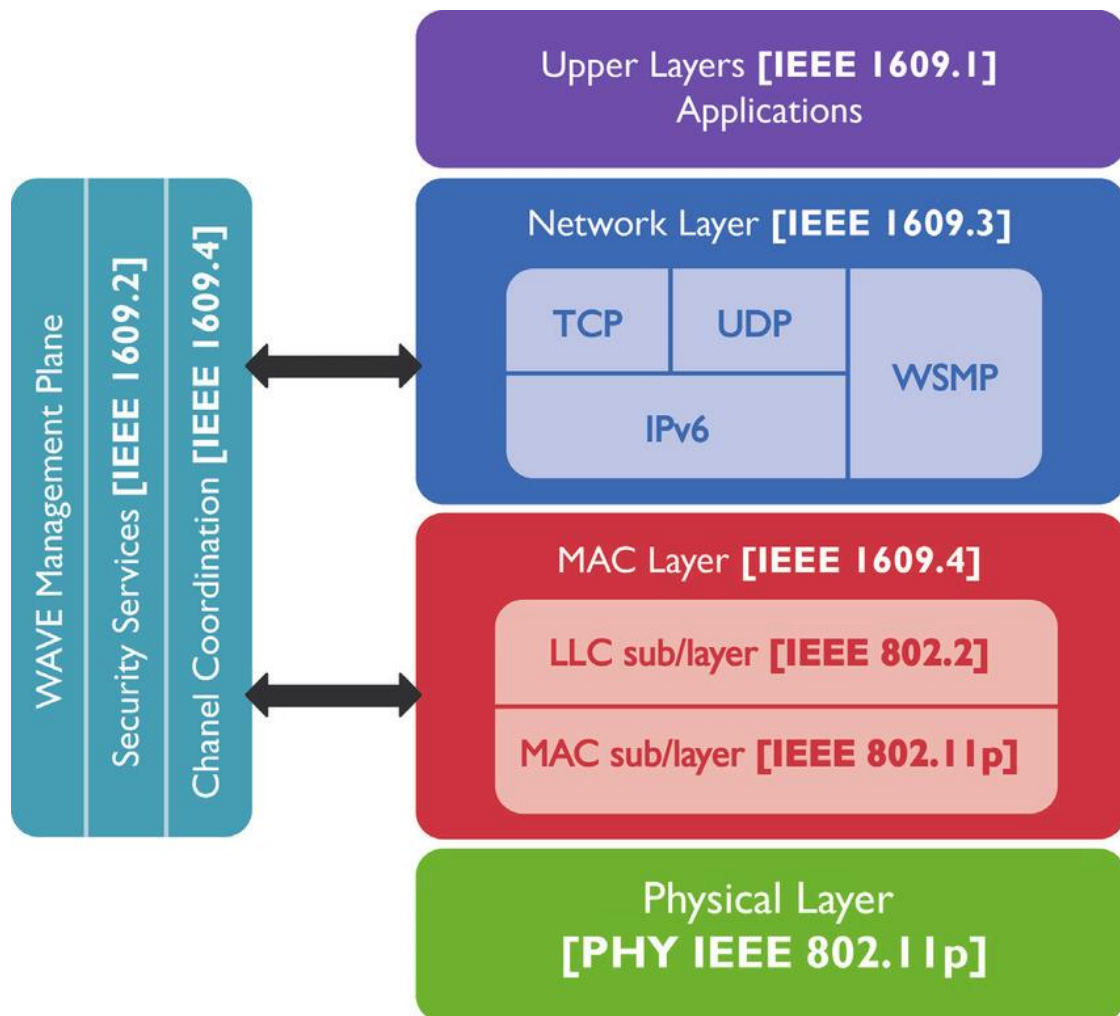 Upper Layers [IEEE 1609.1]
Applications
WAVE Management Plane
Security Services [IEEE 1609.2]
Chanel Coordination [IEEE 1609.4]
Network Layer [IEEE 1609.3]
TCP
UDP
WSMP
IPv6
MAC Layer [IEEE 1609.4]
LLC sub/layer [IEEE 802.2]
MAC sub/layer [IEEE 802.11p]
Physical Layer
[PHY IEEE 802.11p]